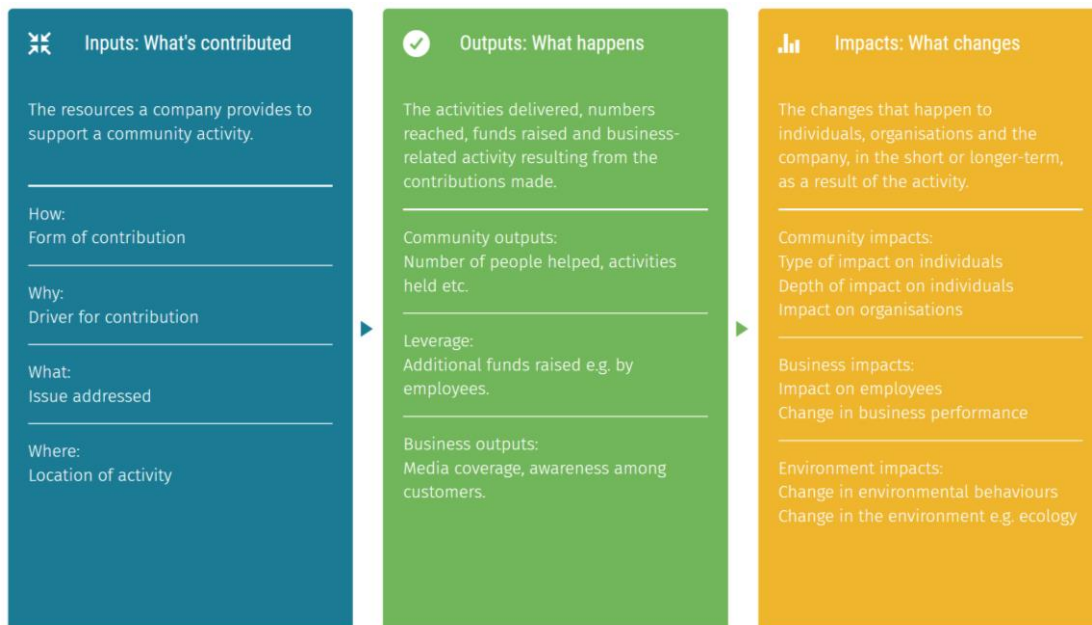 Inputs: What's contributed
The resources a company provides to
support a community activity.
How:
Form of contribution
Why:
Driver for contribution
What:
Issue addressed
Where:
Location of activity
Outputs: What happens
The activities delivered, numbers
reached, funds raised and business-
related activity resulting from the
contributions made.
Community outputs:
Number of people helped, activities
held etc.
Leverage:
Additional funds raised e.g. by
employees.
Business outputs:
Media coverage, awareness among
customers.
Impacts: What changes
The changes that happen to
individuals, organisations and the
company, in the short or longer-term,
as a result of the activity.
Community impacts:
Type of impact on individuals
Depth of impact on individuals
Impact on organisations
Business impacts:
Impact on employees
Change in business performance
Environment impacts:
Change in environmental behaviours
Change in the environment e.g. ecology